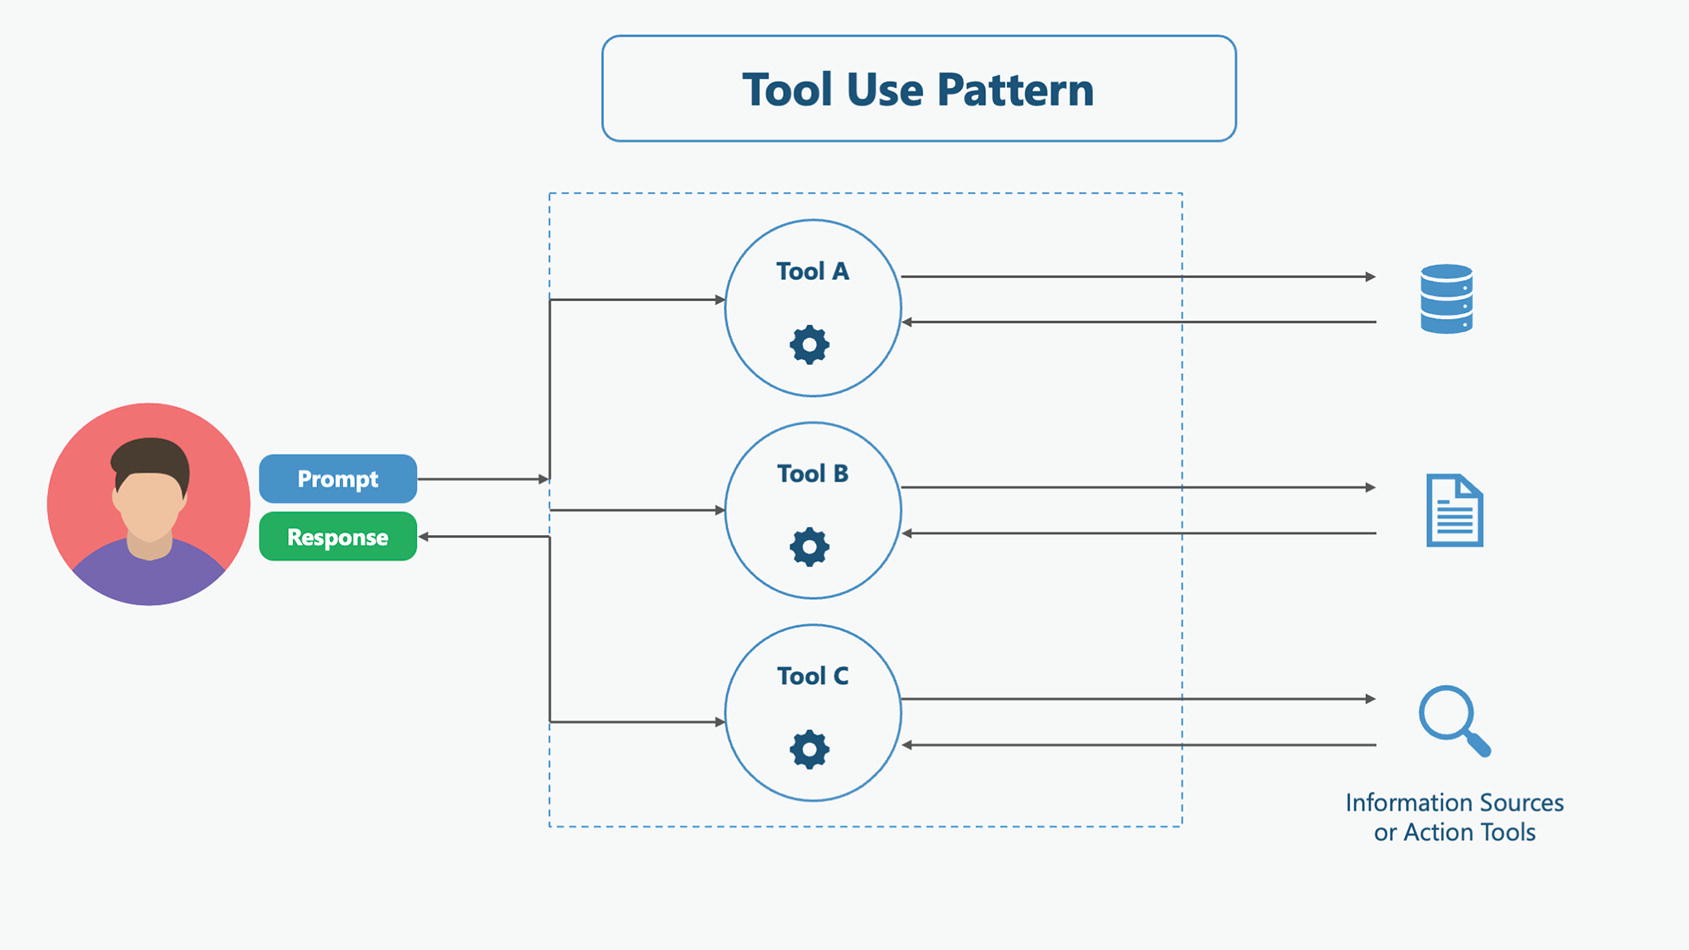 Tool Use Pattern
Tool A
Prompt
Response
Tool B
Tool C
Information Sources
or Action Tools